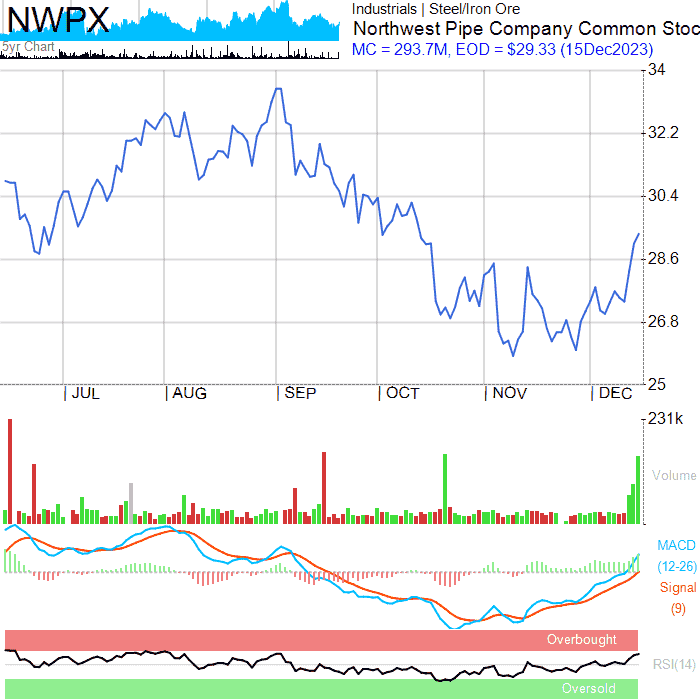 NWPX
5yr Chart
Industrials | Steel/Iron Ore
Northwest Pipe Company Common Stoc
MC = 293.7M, EOD = $29.33 (15Dec2023)
34
32.2
30.4
28.6
26.8
25
| JUL | AUG | SEP | OCT | NOV | DEC
231k
Volume
MACD
(12-26)
Signal
(9)
Overbought
RSI(14)
Oversold